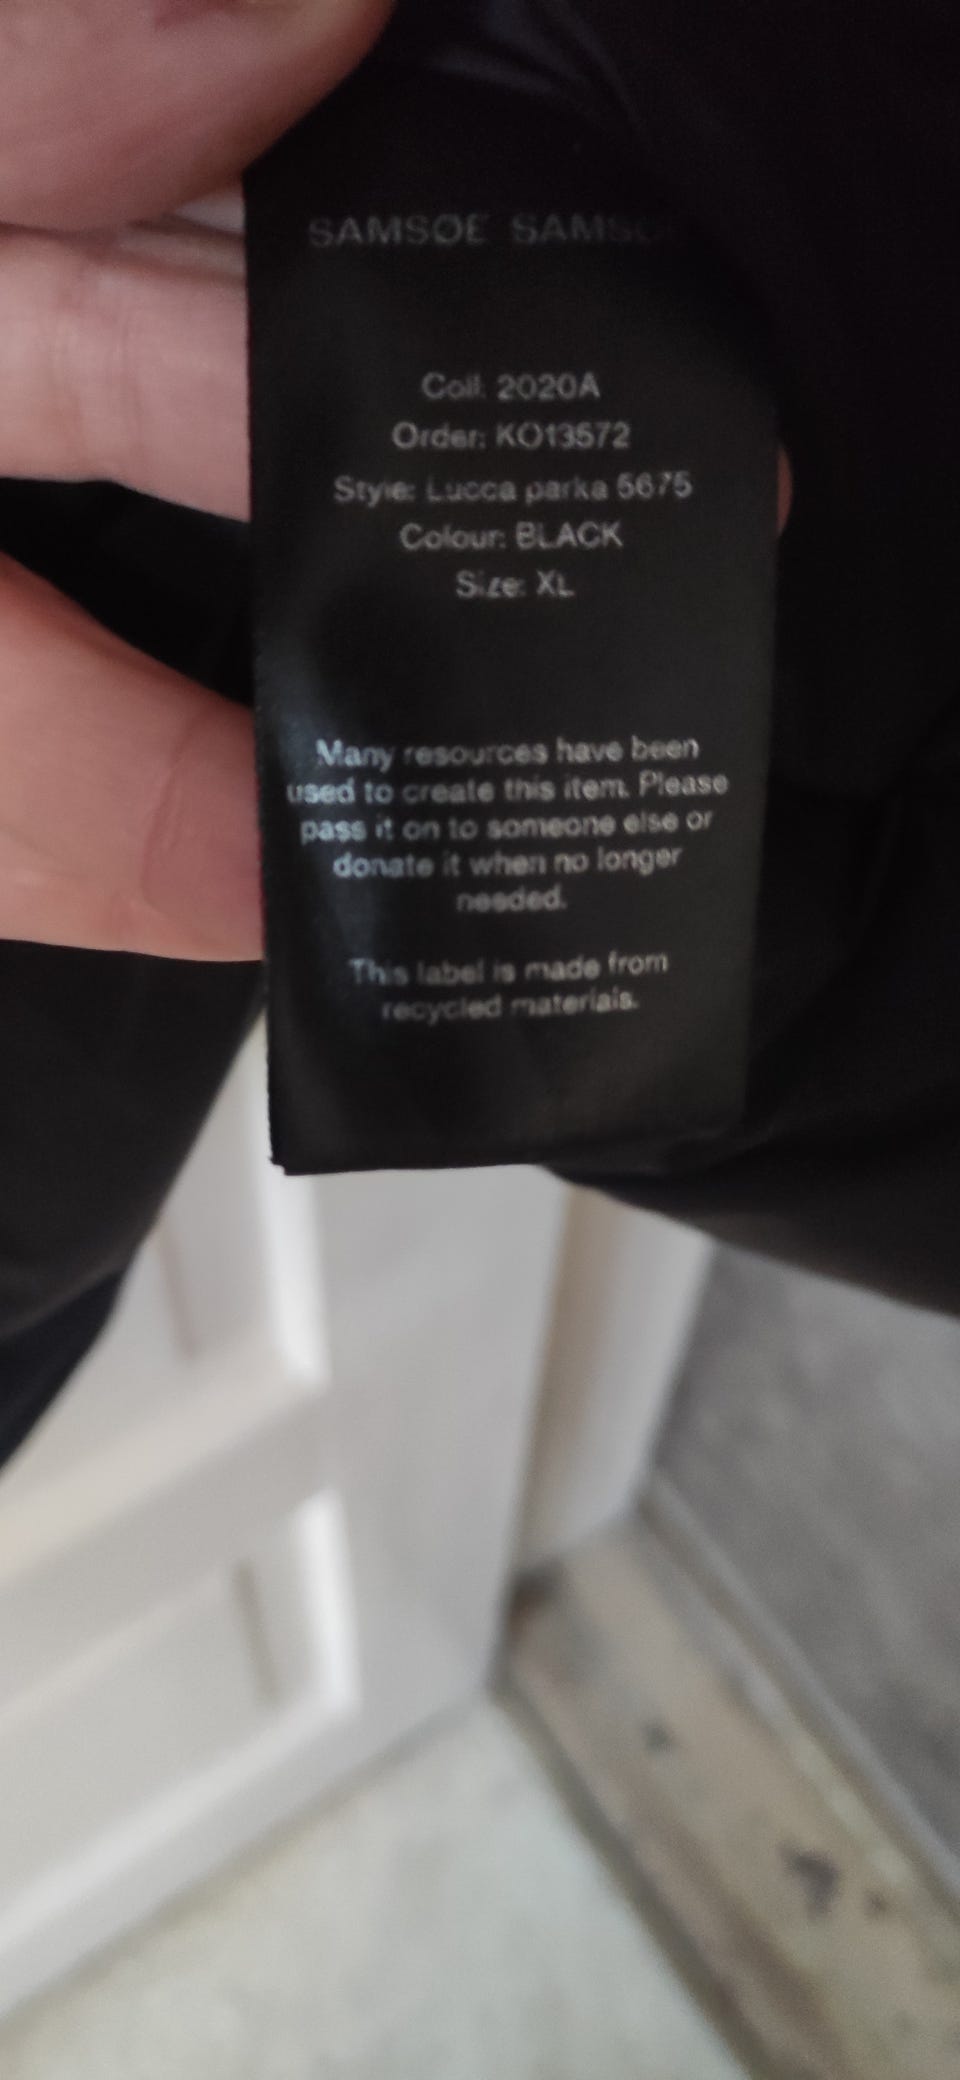 SAMSØE SAMSØE
Coll. 2020A
Order: KO13572
Style: Lucca parka 5675
Colour: BLACK
Size: XL
Many resources have been
used to create this item. Please
pass it on to someone else or
donate it when no longer
needed.
This label is made from
recycled materials.